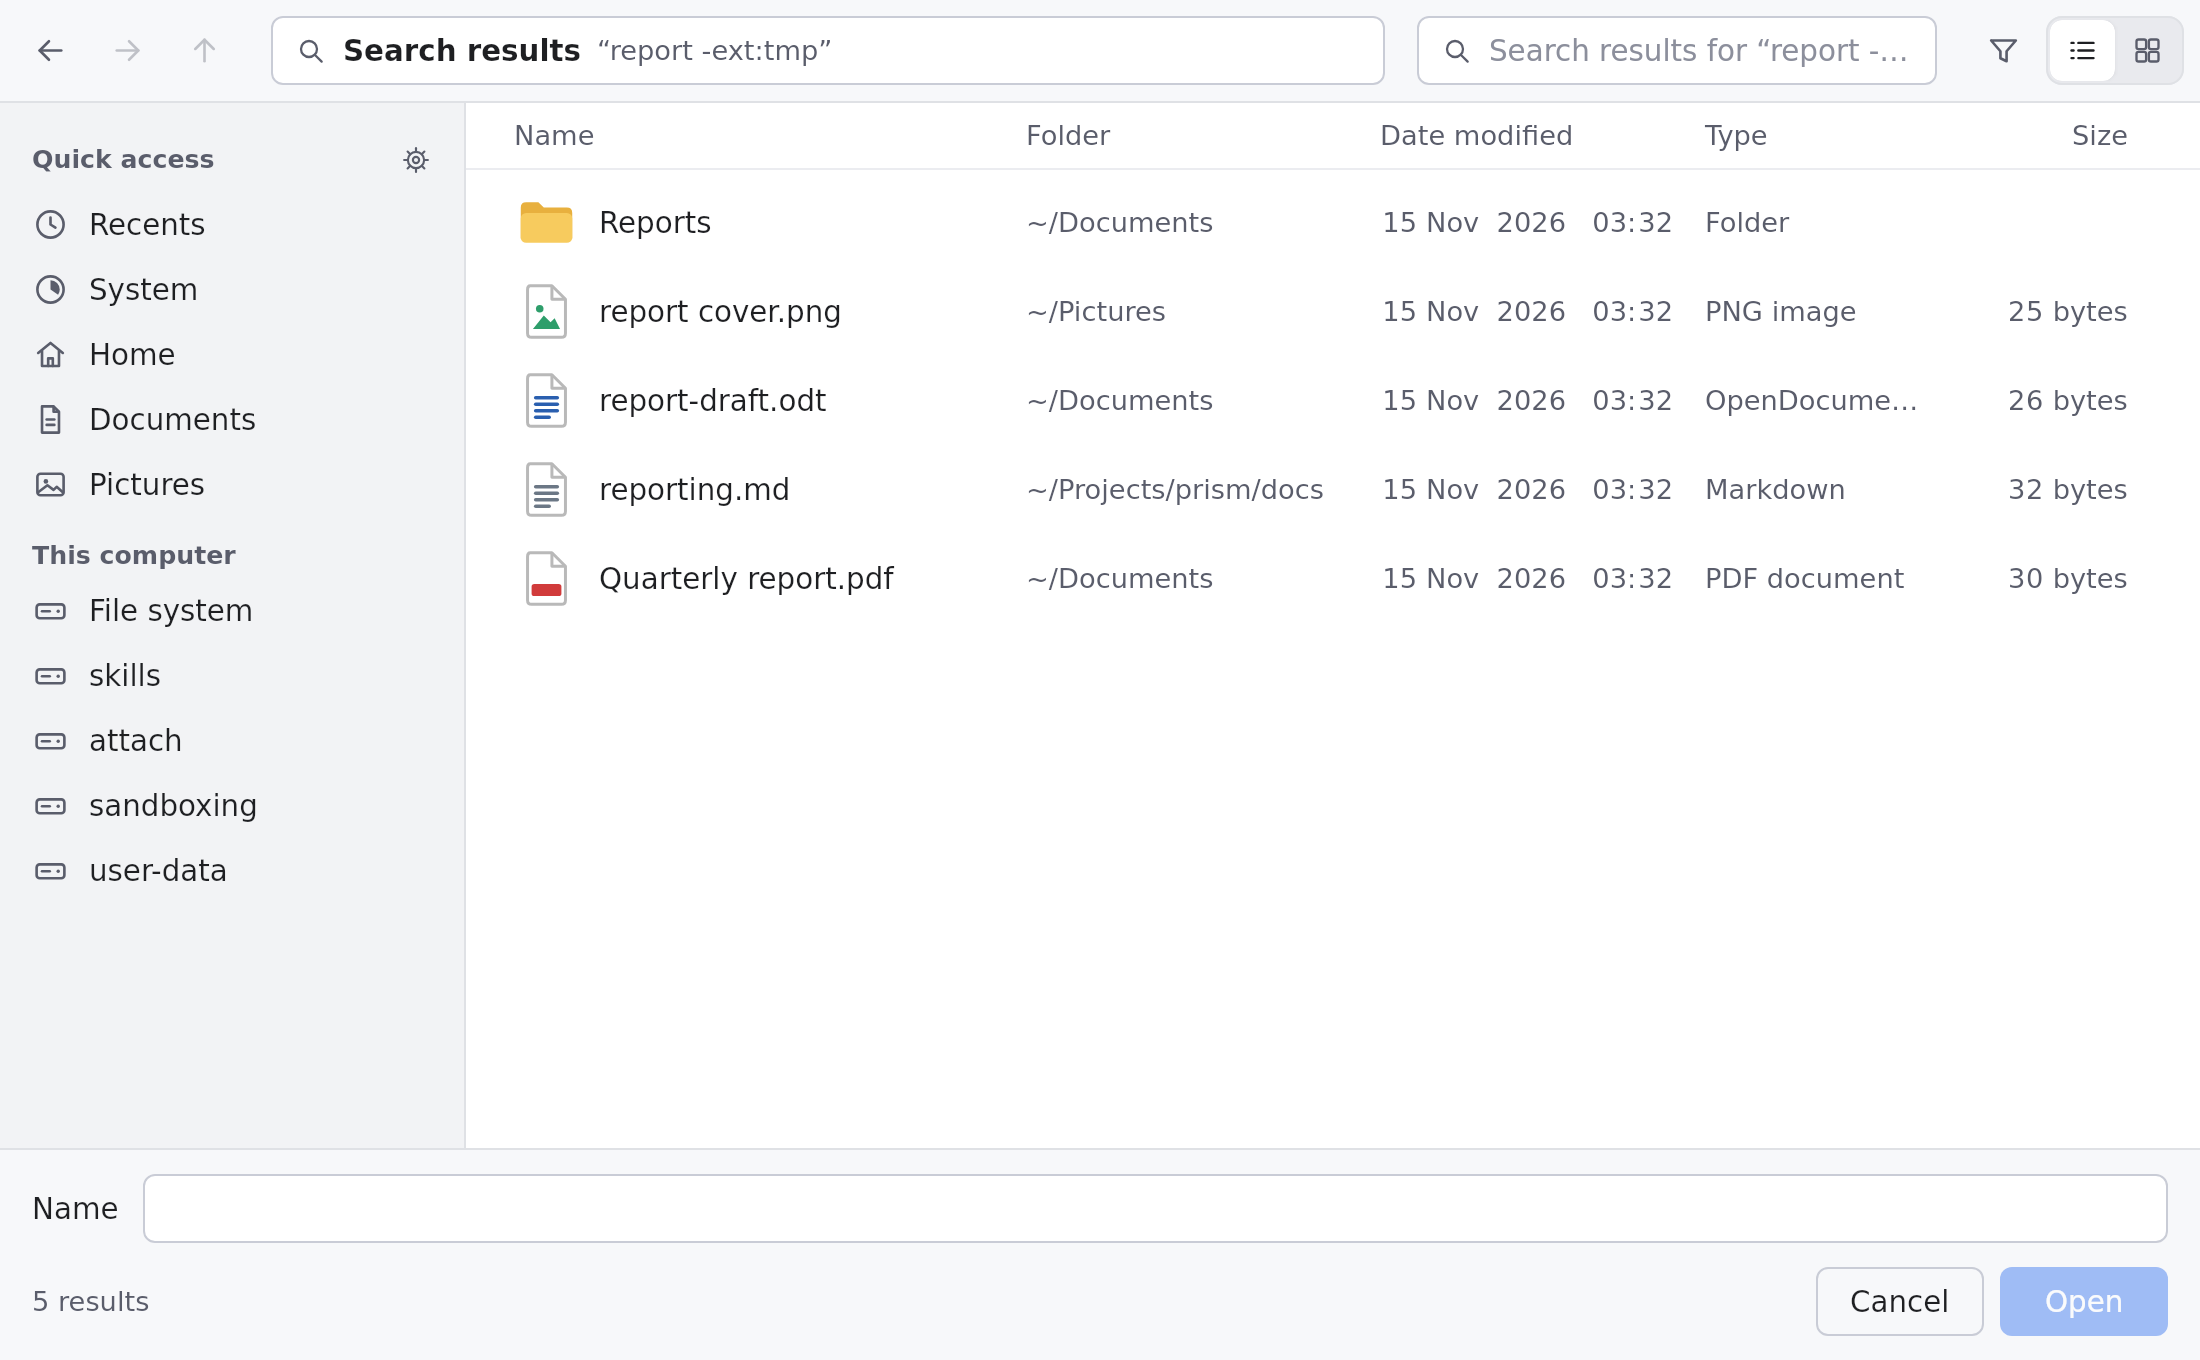 Search results “report -ext:tmp”
Search results for “report -…
Quick access
Recents
System
Home
Documents
Pictures
This computer
File system
skills
attach
sandboxing
user-data
Name Folder Date modified Type Size
Reports ~/Documents 15 Nov 2026 03:32 Folder
report cover.png ~/Pictures 15 Nov 2026 03:32 PNG image 25 bytes
report-draft.odt ~/Documents 15 Nov 2026 03:32 OpenDocume… 26 bytes
reporting.md ~/Projects/prism/docs 15 Nov 2026 03:32 Markdown 32 bytes
Quarterly report.pdf ~/Documents 15 Nov 2026 03:32 PDF document 30 bytes
Name
5 results
Cancel Open